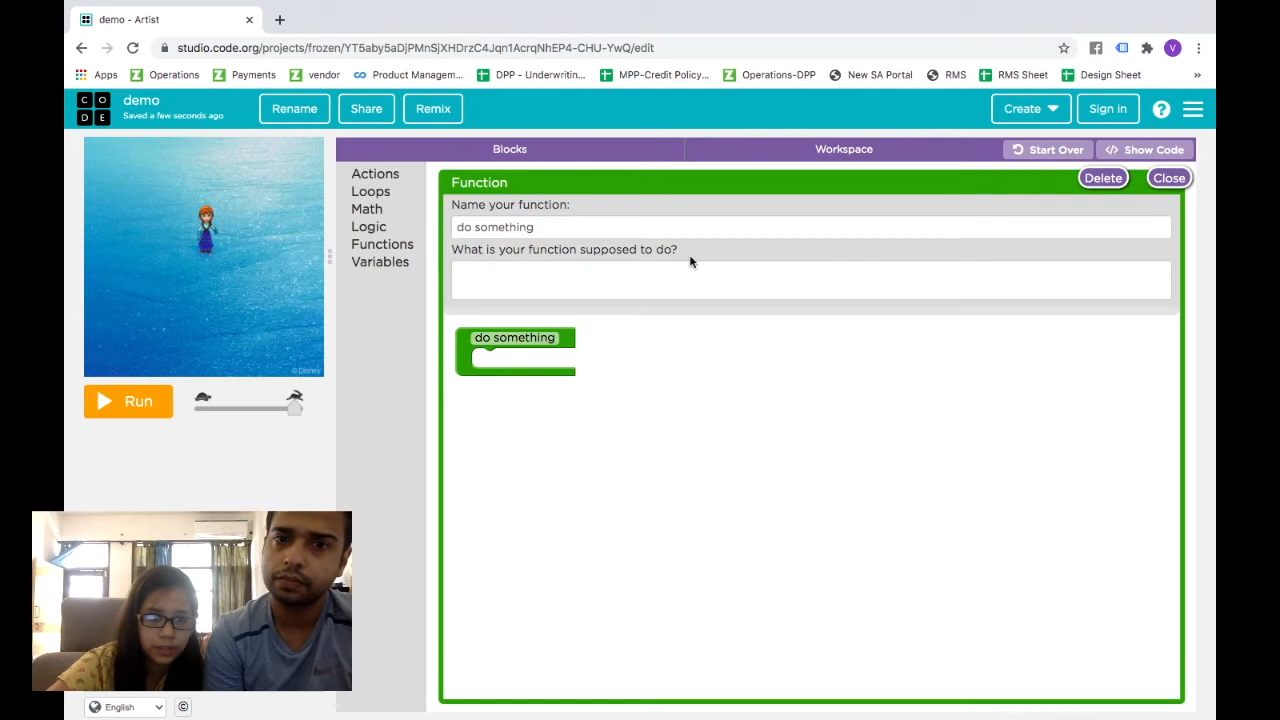 demo - Artist
studio.code.org/projects/frozen/YT5aby5aDjPMnSjXHDrzC4Jqn1AcrqNhEP4-CHU-YwQ/edit
Apps Operations Payments vendor Product Managem... DPP - Underwritin... MPP-Credit Policy... Operations-DPP New SA Portal RMS RMS Sheet Design Sheet »
C O D E
demo
Saved a few seconds ago
Rename Share Remix Create Sign in ?
Blocks Workspace Start Over </> Show Code
Actions
Loops
Math
Logic
Functions
Variables
Function Delete Close
Name your function:
do something
What is your function supposed to do?
do something
© Disney
Run
English ©